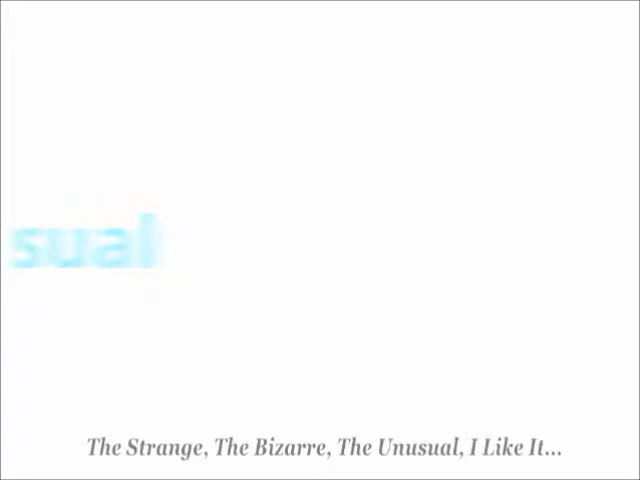 sual
The Strange, The Bizarre, The Unusual, I Like It...